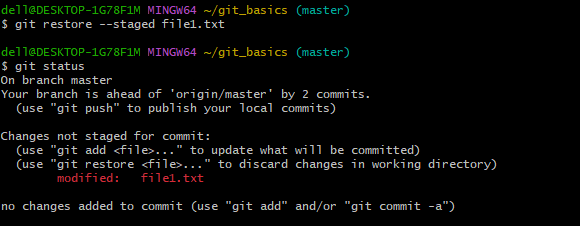 dell@DESKTOP-1G78F1M MINGW64 ~/git_basics (master)
$ git restore --staged file1.txt
dell@DESKTOP-1G78F1M MINGW64 ~/git_basics (master)
$ git status
On branch master
Your branch is ahead of 'origin/master' by 2 commits.
(use "git push" to publish your local commits)
Changes not staged for commit:
(use "git add <file>..." to update what will be committed)
(use "git restore <file>..." to discard changes in working directory)
modified: file1.txt
no changes added to commit (use "git add" and/or "git commit -a")